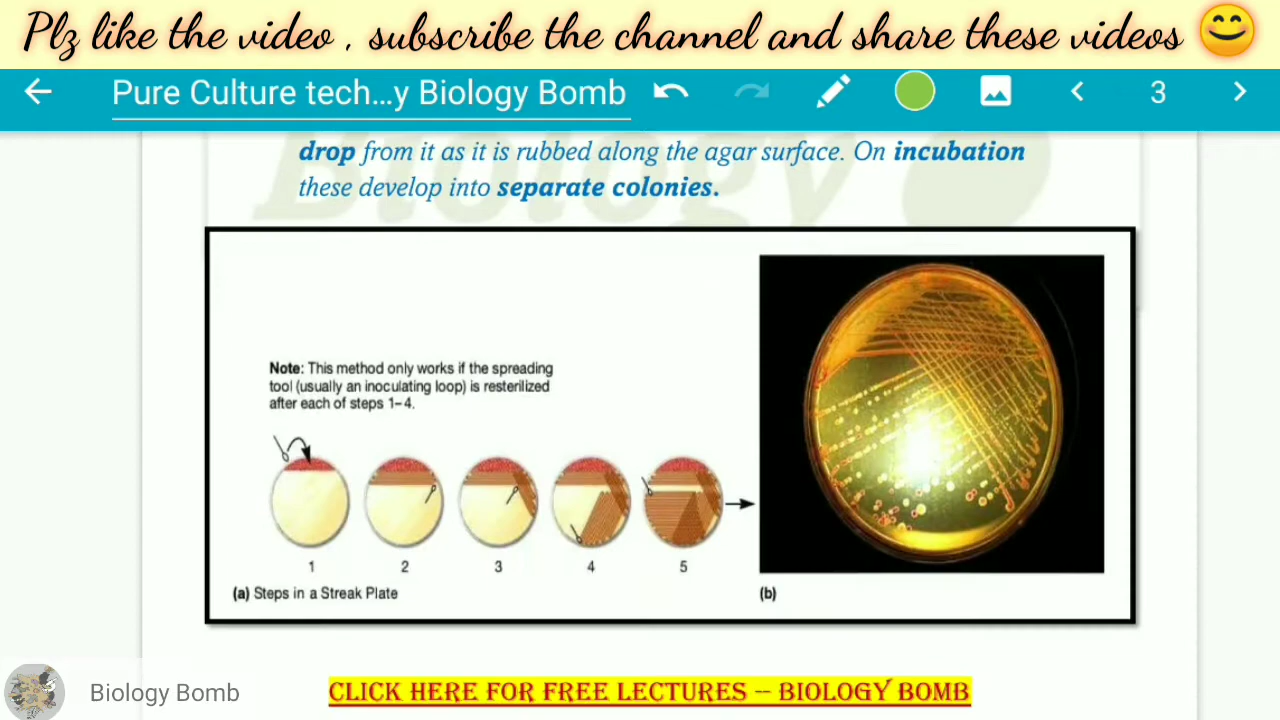 Plz like the video , subscribe the channel and share these videos
Pure Culture tech...y Biology Bomb
3
drop from it as it is rubbed along the agar surface. On incubation
these develop into separate colonies.
Note: This method only works if the spreading
tool (usually an inoculating loop) is resterilized
after each of steps 1–4.
1 2 3 4 5
(a) Steps in a Streak Plate
(b)
Biology Bomb
CLICK HERE FOR FREE LECTURES -- BIOLOGY BOMB